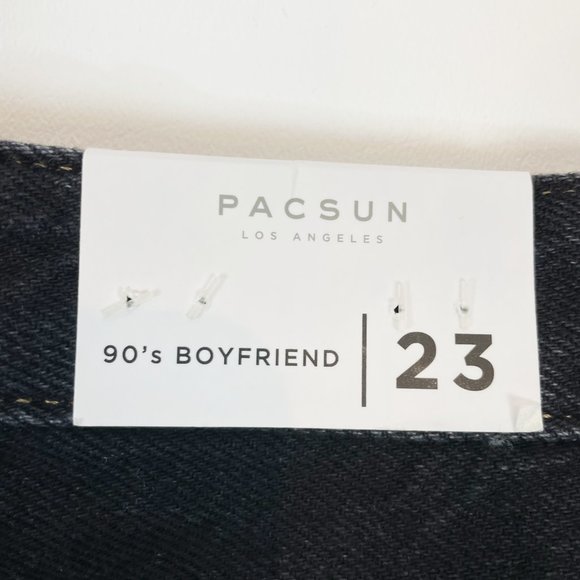 PACSUN
LOS ANGELES
90's BOYFRIEND | 23